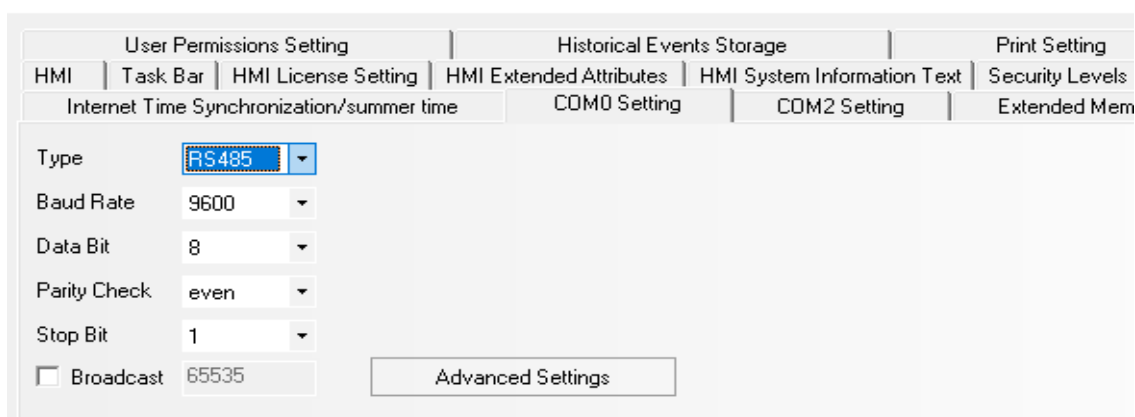 User Permissions Setting Historical Events Storage Print Setting
HMI Task Bar HMI License Setting HMI Extended Attributes HMI System Information Text Security Levels
Internet Time Synchronization/summer time COM0 Setting COM2 Setting Extended Mem
Type RS485
Baud Rate 9600
Data Bit 8
Parity Check even
Stop Bit 1
Broadcast 65535 Advanced Settings